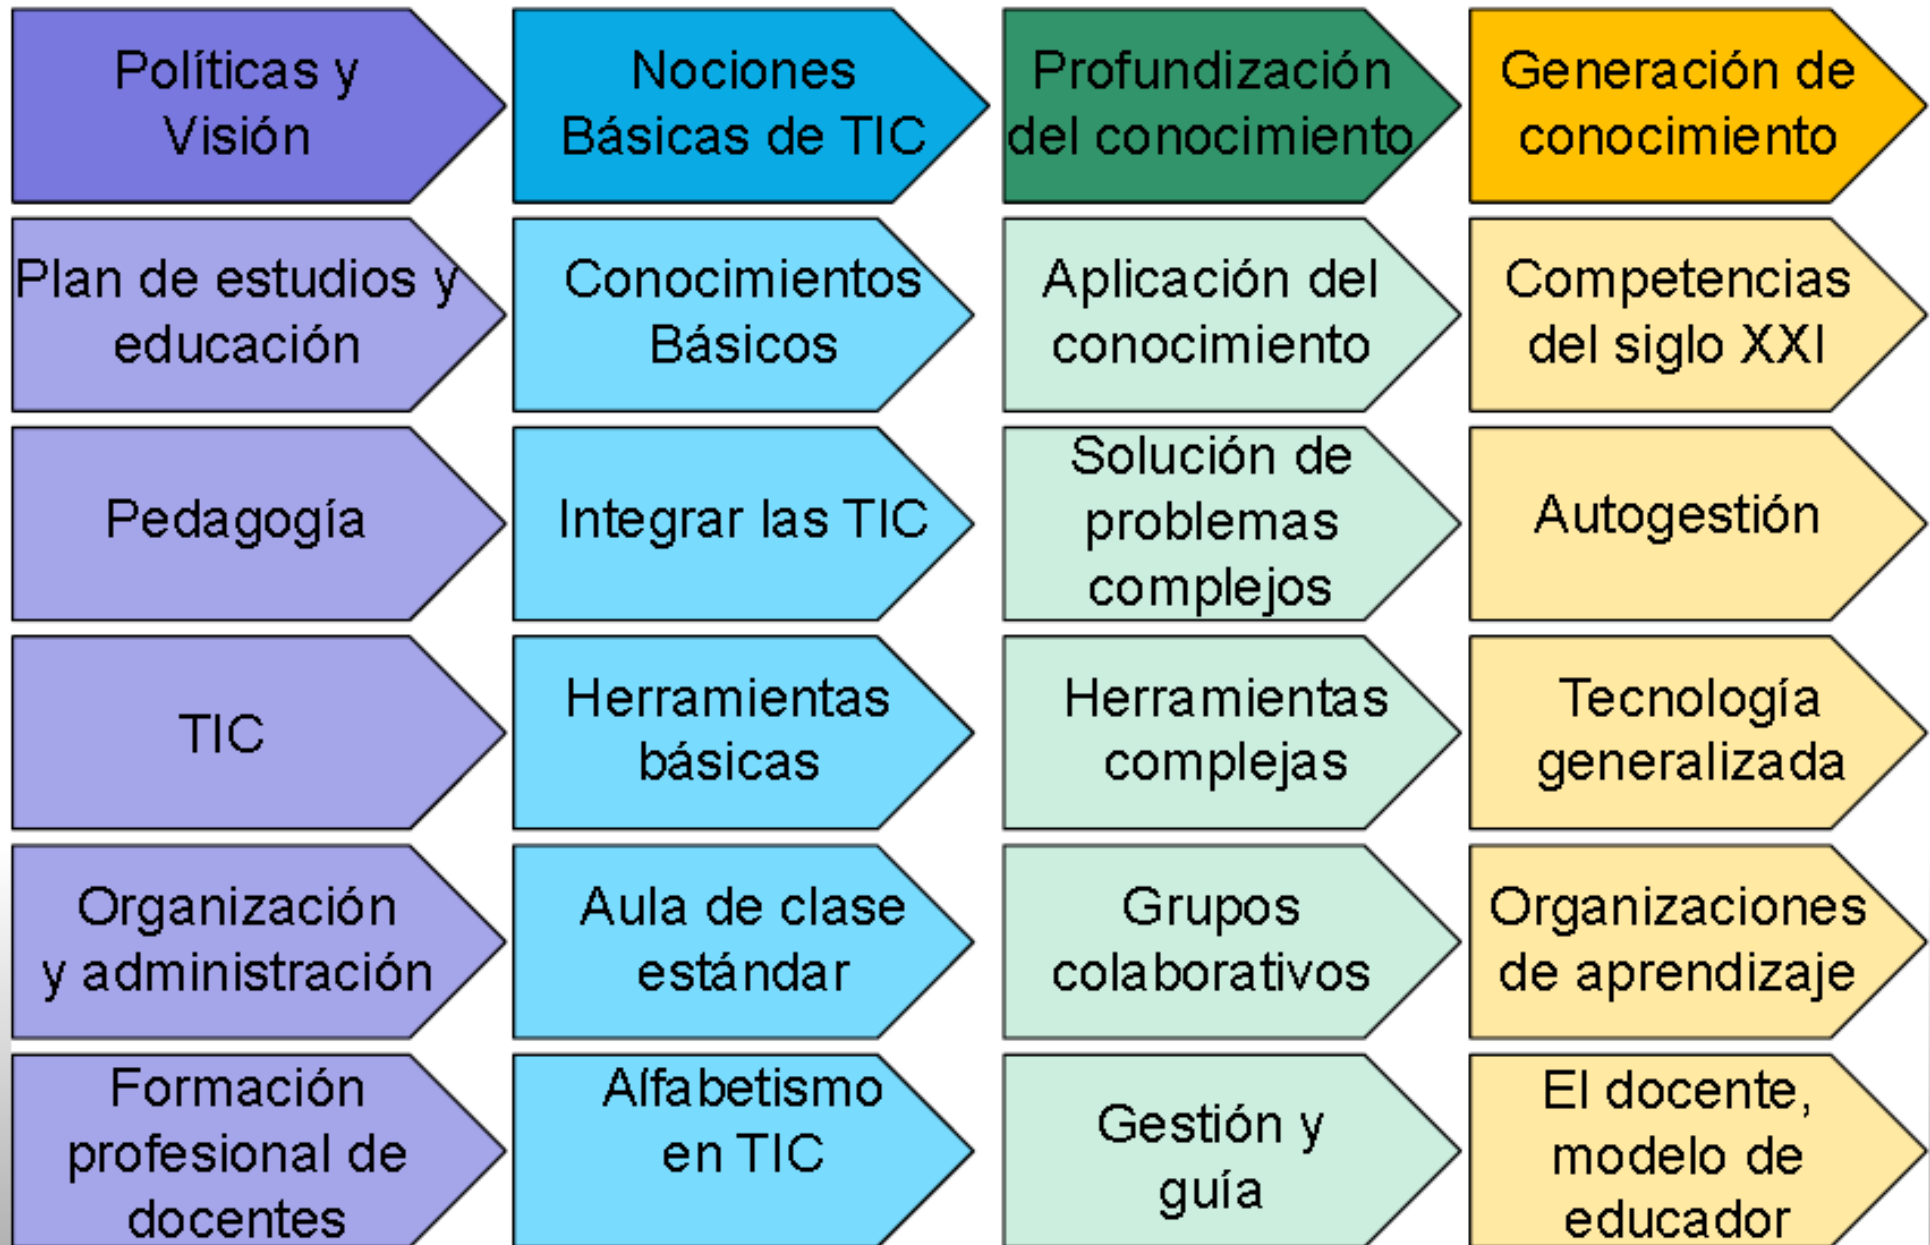 Políticas y
Visión
Nociones
Básicas de TIC
Profundización
del conocimiento
Generación de
conocimiento
Plan de estudios y
educación
Conocimientos
Básicos
Aplicación del
conocimiento
Competencias
del siglo XXI
Pedagogía
Integrar las TIC
Solución de
problemas
complejos
Autogestión
TIC
Herramientas
básicas
Herramientas
complejas
Tecnología
generalizada
Organización
y administración
Aula de clase
estándar
Grupos
colaborativos
Organizaciones
de aprendizaje
Formación
profesional de
docentes
Alfabetismo
en TIC
Gestión y
guía
El docente,
modelo de
educador